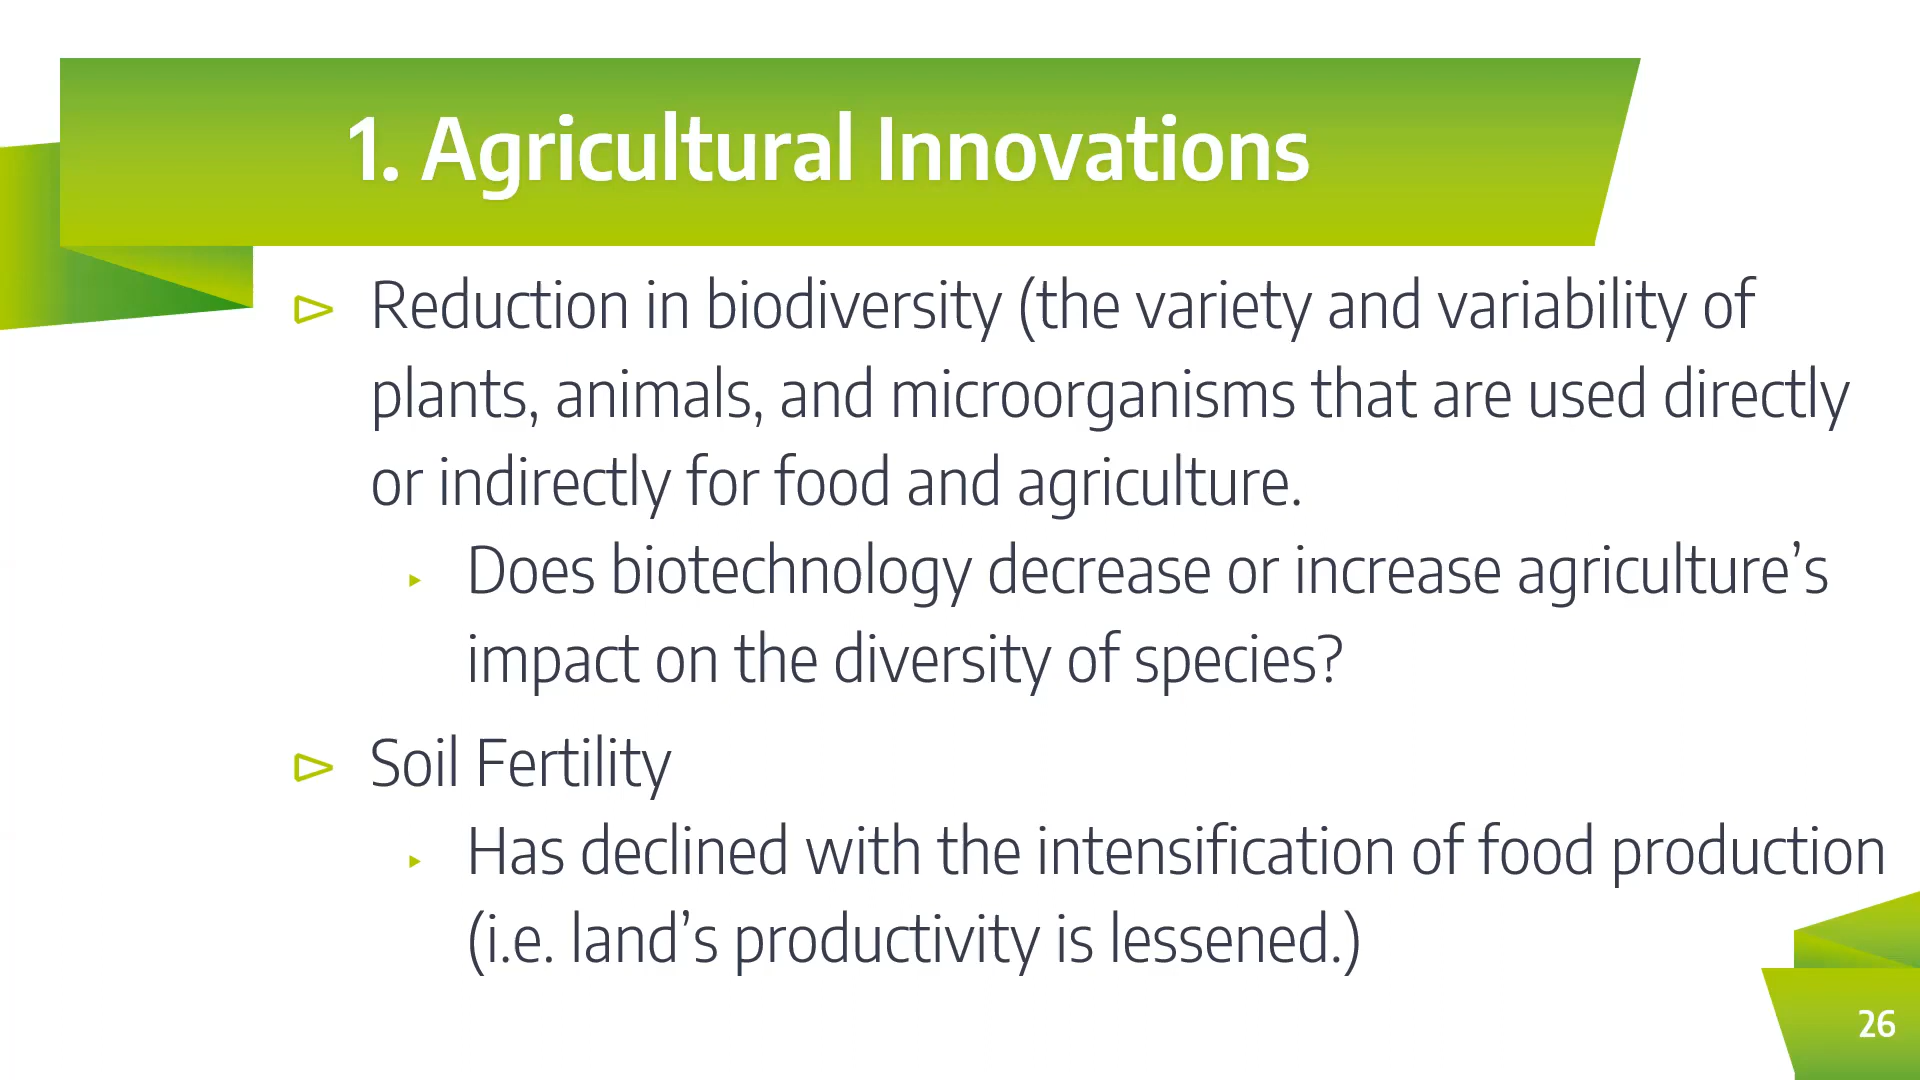 1. Agricultural Innovations
Reduction in biodiversity (the variety and variability of
plants, animals, and microorganisms that are used directly
or indirectly for food and agriculture.
Does biotechnology decrease or increase agriculture’s
impact on the diversity of species?
Soil Fertility
Has declined with the intensification of food production
(i.e. land’s productivity is lessened.)
26